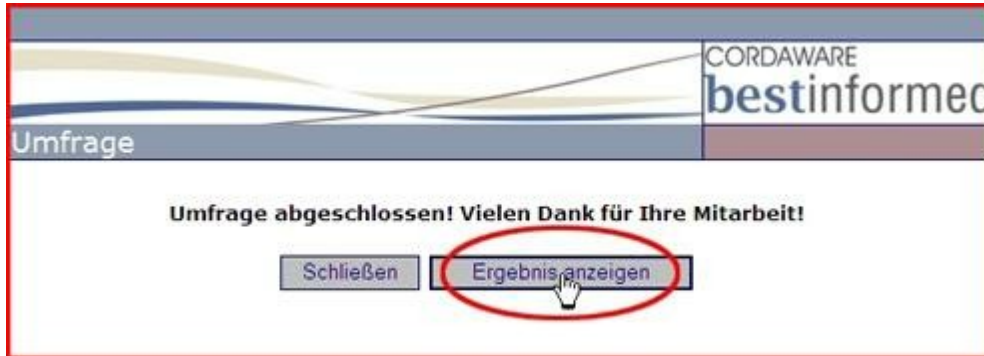 CORDAWARE
bestinformed
Umfrage
Umfrage abgeschlossen! Vielen Dank für Ihre Mitarbeit!
Schließen Ergebnis anzeigen